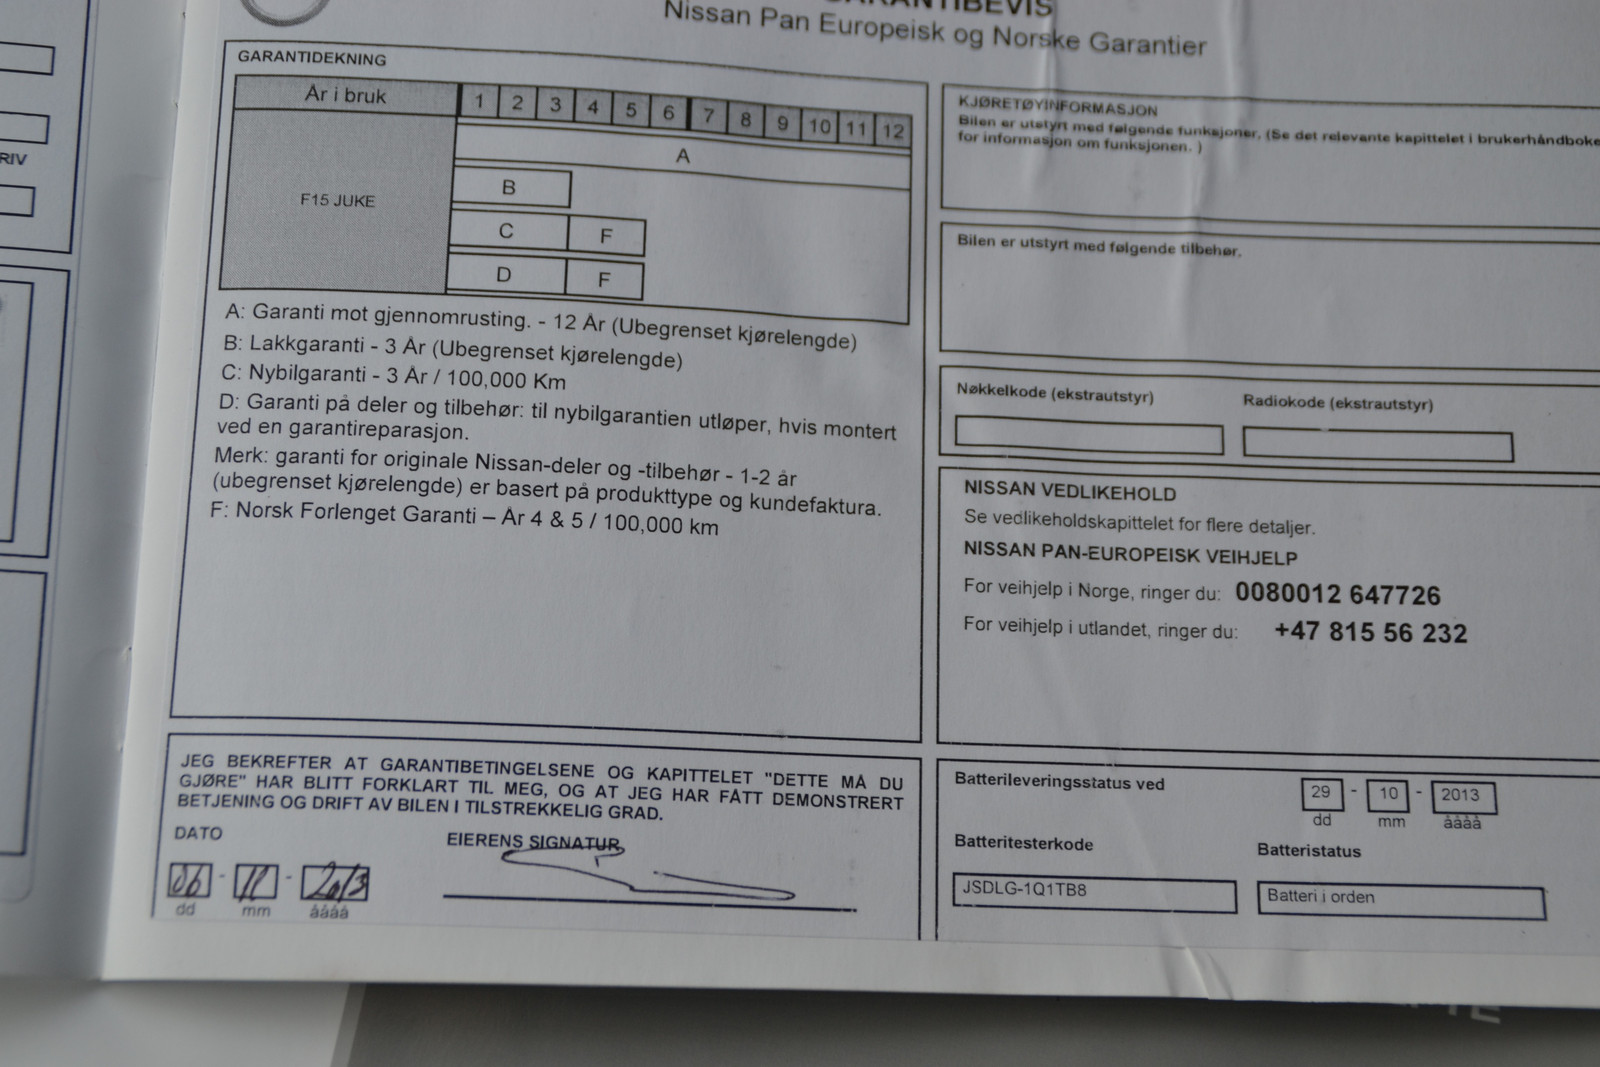 GARANTIBEVIS
Nissan Pan Europeisk og Norske Garantier
RIV
GARANTIDEKNING
År i bruk 1 2 3 4 5 6 7 8 9 10 11 12
A
F15 JUKE
B
C F
D F
A: Garanti mot gjennomrusting. - 12 År (Ubegrenset kjørelengde)
B: Lakkgaranti - 3 År (Ubegrenset kjørelengde)
C: Nybilgaranti - 3 År / 100,000 Km
D: Garanti på deler og tilbehør: til nybilgarantien utløper, hvis montert
ved en garantireparasjon.
Merk: garanti for originale Nissan-deler og -tilbehør - 1-2 år
(ubegrenset kjørelengde) er basert på produkttype og kundefaktura.
F: Norsk Forlenget Garanti – År 4 & 5 / 100,000 km
JEG BEKREFTER AT GARANTIBETINGELSENE OG KAPITTELET "DETTE MÅ DU
GJØRE" HAR BLITT FORKLART TIL MEG, OG AT JEG HAR FÅTT DEMONSTRERT
BETJENING OG DRIFT AV BILEN I TILSTREKKELIG GRAD.
DATO
EIERENS SIGNATUR
06 - 11 - 2013
dd mm åååå
KJØRETØYINFORMASJON
Bilen er utstyrt med følgende funksjoner. (Se det relevante kapittelet i brukerhåndboke
for informasjon om funksjonen. )
Bilen er utstyrt med følgende tilbehør.
Nøkkelkode (ekstrautstyr)
Radiokode (ekstrautstyr)
NISSAN VEDLIKEHOLD
Se vedlikeholdskapittelet for flere detaljer.
NISSAN PAN-EUROPEISK VEIHJELP
For veihjelp i Norge, ringer du: 0080012 647726
For veihjelp i utlandet, ringer du: +47 815 56 232
Batterileveringsstatus ved
29 - 10 - 2013
dd mm åååå
Batteritesterkode
Batteristatus
JSDLG-1Q1TB8
Batteri i orden